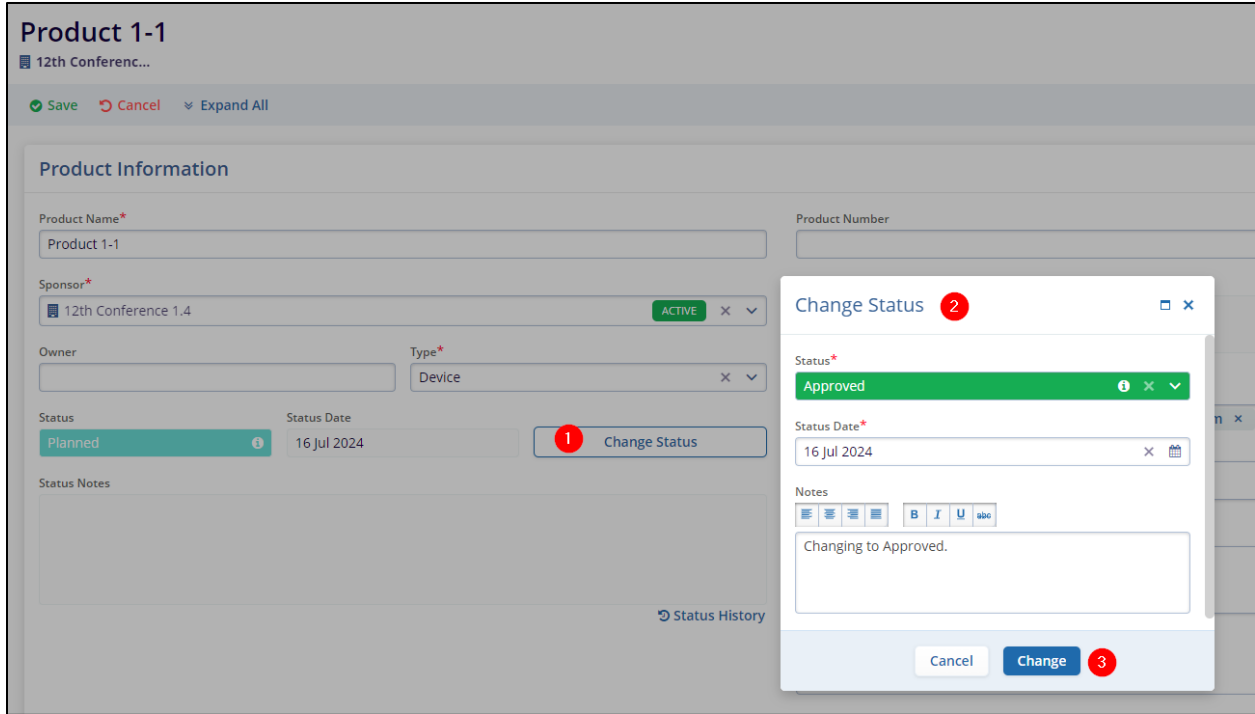 Product 1-1
12th Conferenc...
Save Cancel Expand All
Product Information
Product Name*
Product 1-1
Product Number
Sponsor*
12th Conference 1.4 ACTIVE
Owner
Type*
Device
Status
Planned
Status Date
16 Jul 2024
1 Change Status
Status Notes
Status History
Change Status 2
Status*
Approved
Status Date*
16 Jul 2024
Notes
B I U abc
Changing to Approved.
Cancel Change 3
m